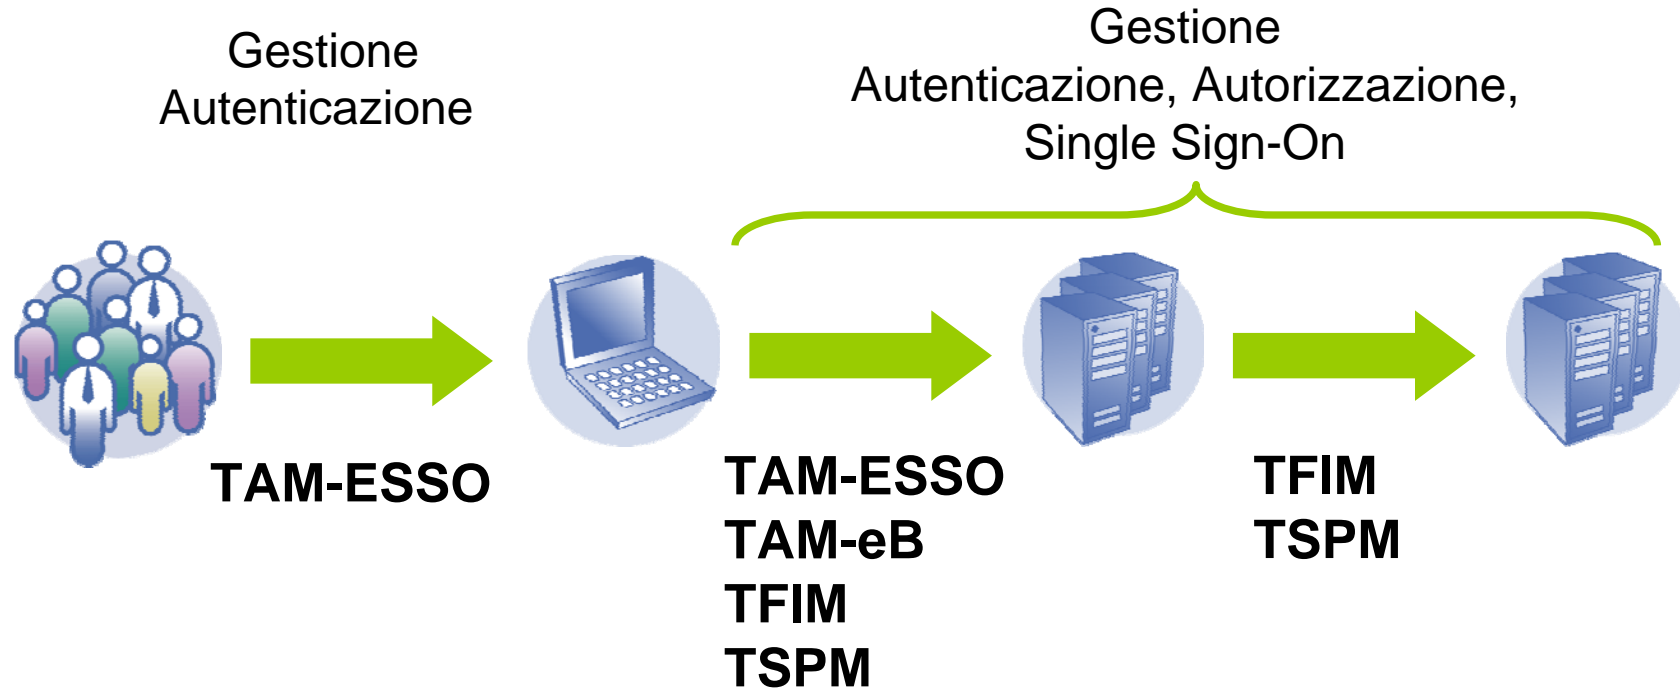 Gestione
Autenticazione
Gestione
Autenticazione, Autorizzazione,
Single Sign-On
TAM-ESSO
TAM-ESSO
TAM-eB
TFIM
TSPM
TFIM
TSPM